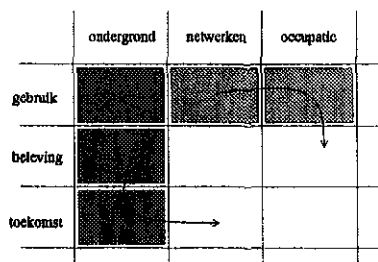 ondergrond netwerken occupatie
gebruik
beleving
toekomst